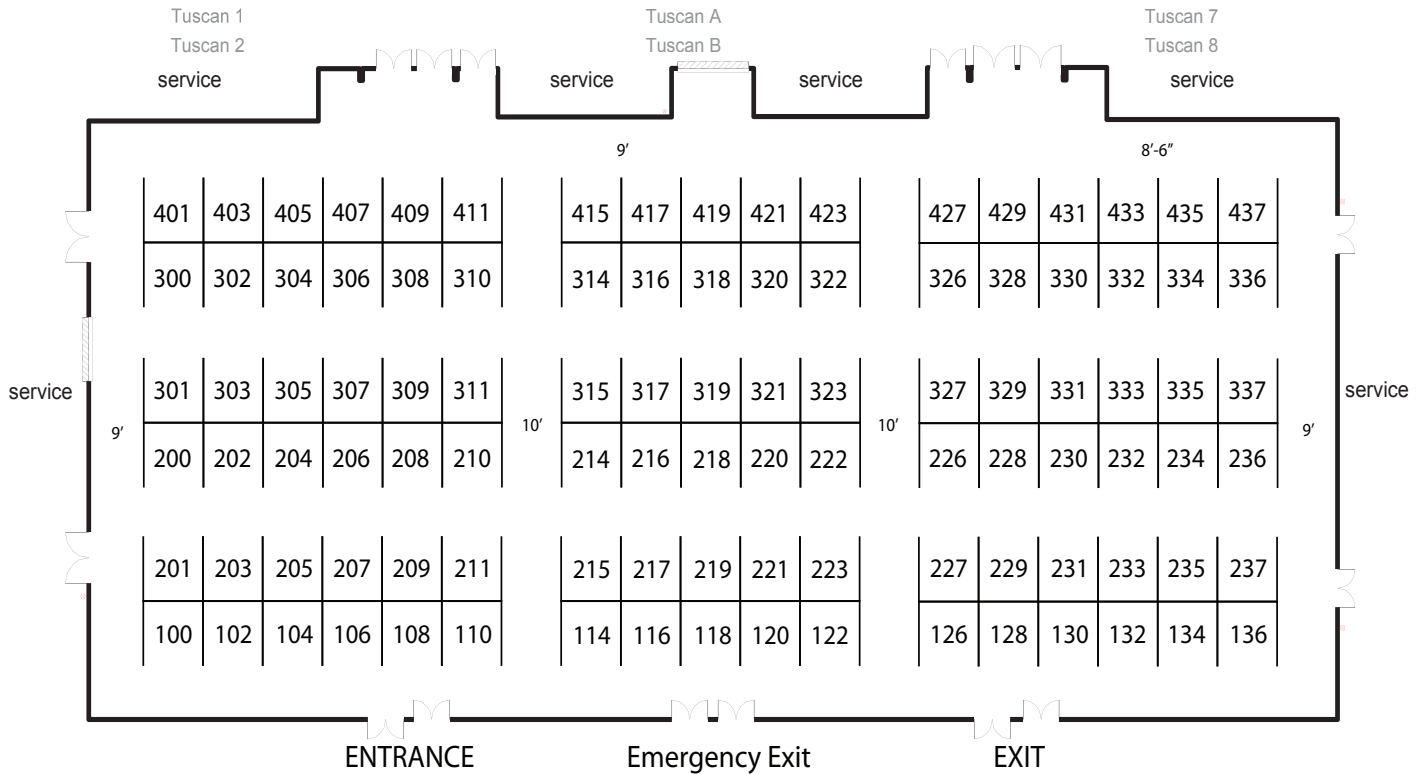 Tuscan 1 Tuscan A Tuscan 7
Tuscan 2 Tuscan B Tuscan 8
service service service service
9’ 8’-6”
401 403 405 407 409 411 415 417 419 421 423 427 429 431 433 435 437
300 302 304 306 308 310 314 316 318 320 322 326 328 330 332 334 336
301 303 305 307 309 311 315 317 319 321 323 327 329 331 333 335 337
service service
9’ 10’ 10’ 9’
200 202 204 206 208 210 214 216 218 220 222 226 228 230 232 234 236
201 203 205 207 209 211 215 217 219 221 223 227 229 231 233 235 237
100 102 104 106 108 110 114 116 118 120 122 126 128 130 132 134 136
ENTRANCE Emergency Exit EXIT